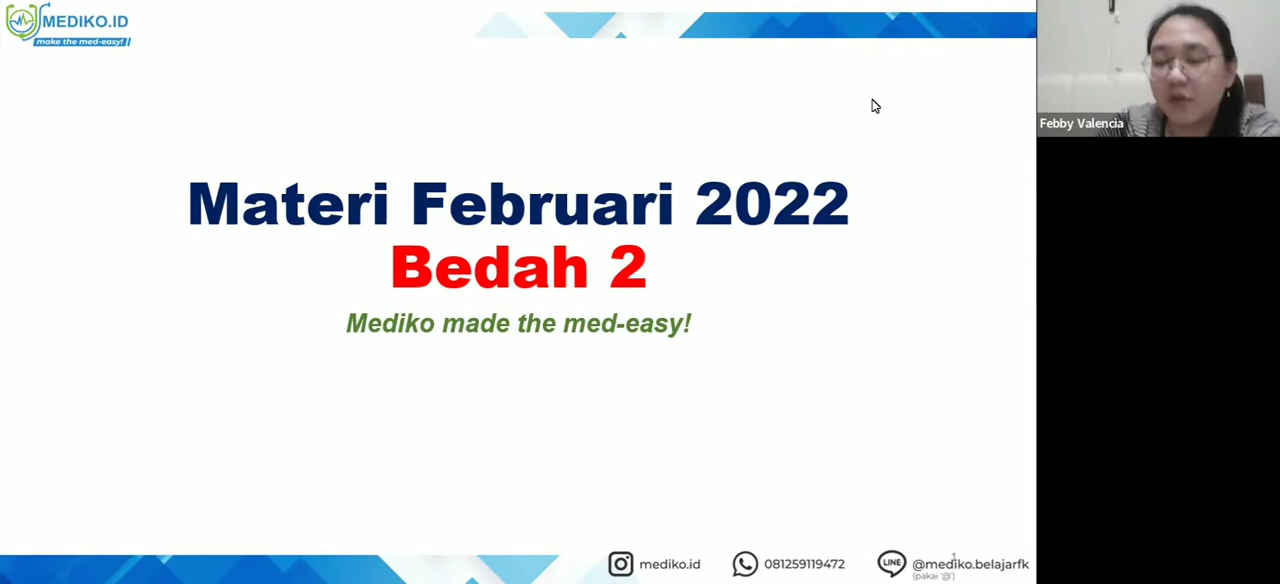 MEDIKO.ID
make the med-easy!
Febby Valencia
Materi Februari 2022
Bedah 2
Mediko made the med-easy!
mediko.id
081259119472
LINE
@mediko.belajarfk
(pakai '@')
1